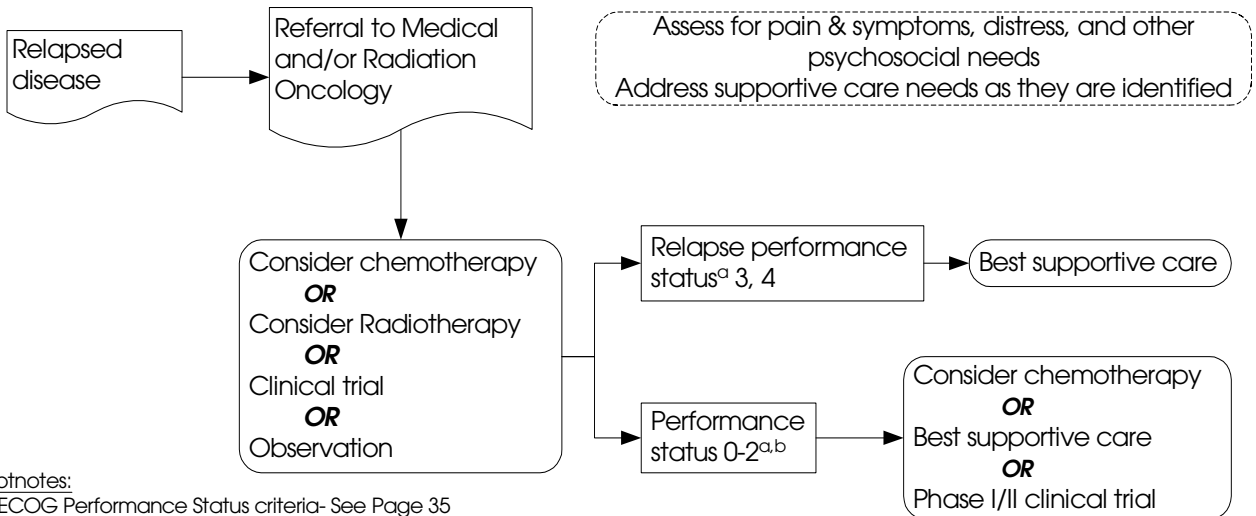 Relapsed
disease
Referral to Medical
and/or Radiation
Oncology
Assess for pain & symptoms, distress, and other
psychosocial needs
Address supportive care needs as they are identified
Consider chemotherapy
OR
Consider Radiotherapy
OR
Clinical trial
OR
Observation
Relapse performance
status^a 3, 4
Best supportive care
Performance
status 0-2^a,b
Consider chemotherapy
OR
Best supportive care
OR
Phase I/II clinical trial
otnotes:
ECOG Performance Status criteria- See Page 35